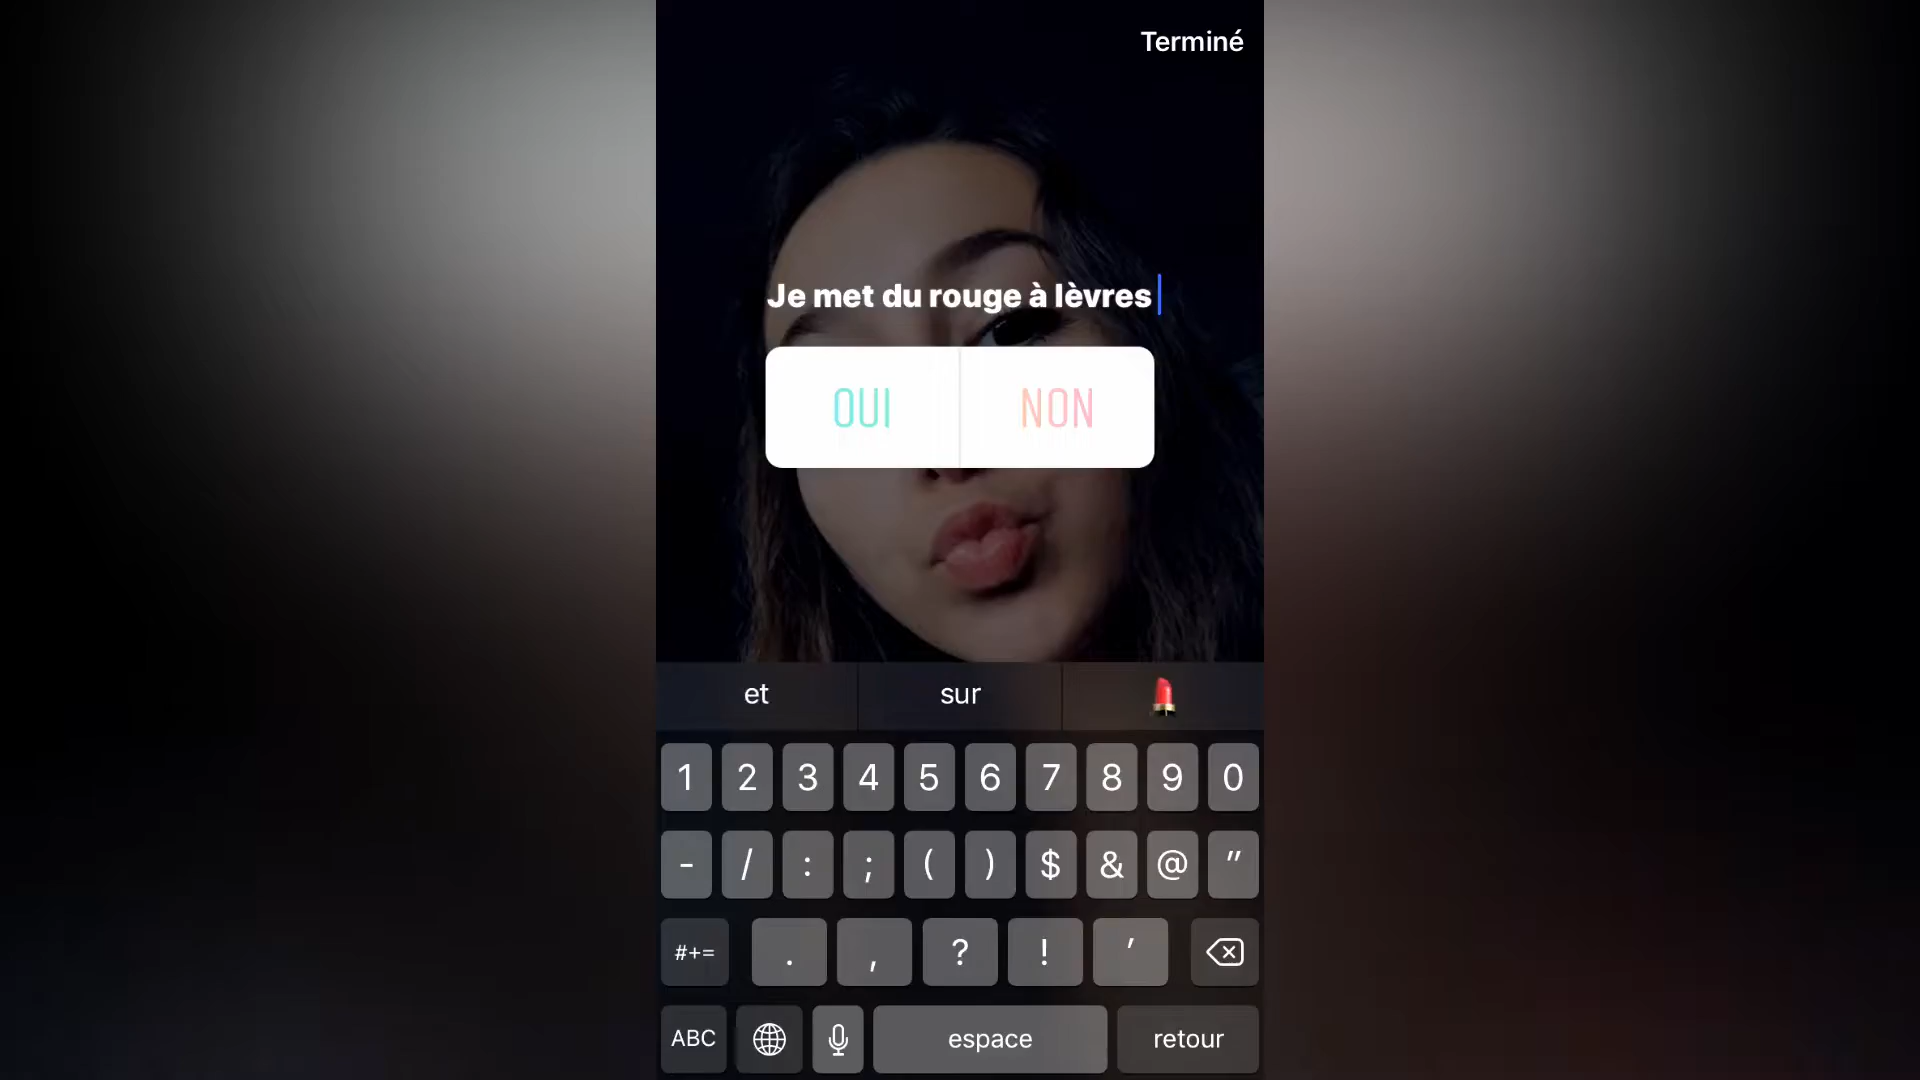 Terminé
Je met du rouge à lèvres
OUI NON
et sur 💄
1 2 3 4 5 6 7 8 9 0
- / : ; ( ) $ & @ "
#+= . , ? ! '
ABC espace retour